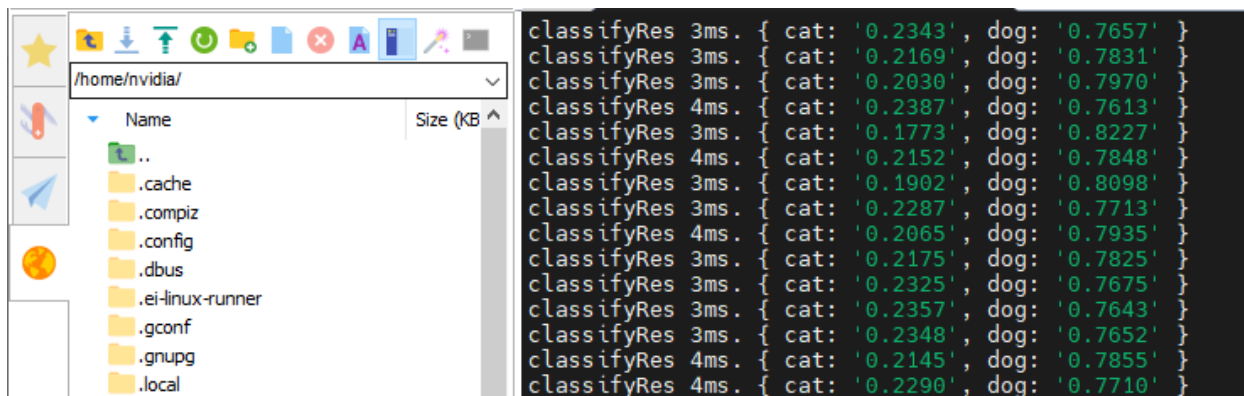 /home/nvidia/
Name
Size (KB
..
.cache
.compiz
.config
.dbus
.ei-linux-runner
.gconf
.gnupg
.local
classifyRes 3ms. { cat: '0.2343', dog: '0.7657' }
classifyRes 3ms. { cat: '0.2169', dog: '0.7831' }
classifyRes 3ms. { cat: '0.2030', dog: '0.7970' }
classifyRes 4ms. { cat: '0.2387', dog: '0.7613' }
classifyRes 3ms. { cat: '0.1773', dog: '0.8227' }
classifyRes 4ms. { cat: '0.2152', dog: '0.7848' }
classifyRes 3ms. { cat: '0.1902', dog: '0.8098' }
classifyRes 4ms. { cat: '0.2287', dog: '0.7713' }
classifyRes 4ms. { cat: '0.2065', dog: '0.7935' }
classifyRes 3ms. { cat: '0.2175', dog: '0.7825' }
classifyRes 3ms. { cat: '0.2325', dog: '0.7675' }
classifyRes 3ms. { cat: '0.2357', dog: '0.7643' }
classifyRes 3ms. { cat: '0.2348', dog: '0.7652' }
classifyRes 4ms. { cat: '0.2145', dog: '0.7855' }
classifyRes 4ms. { cat: '0.2290', dog: '0.7710' }